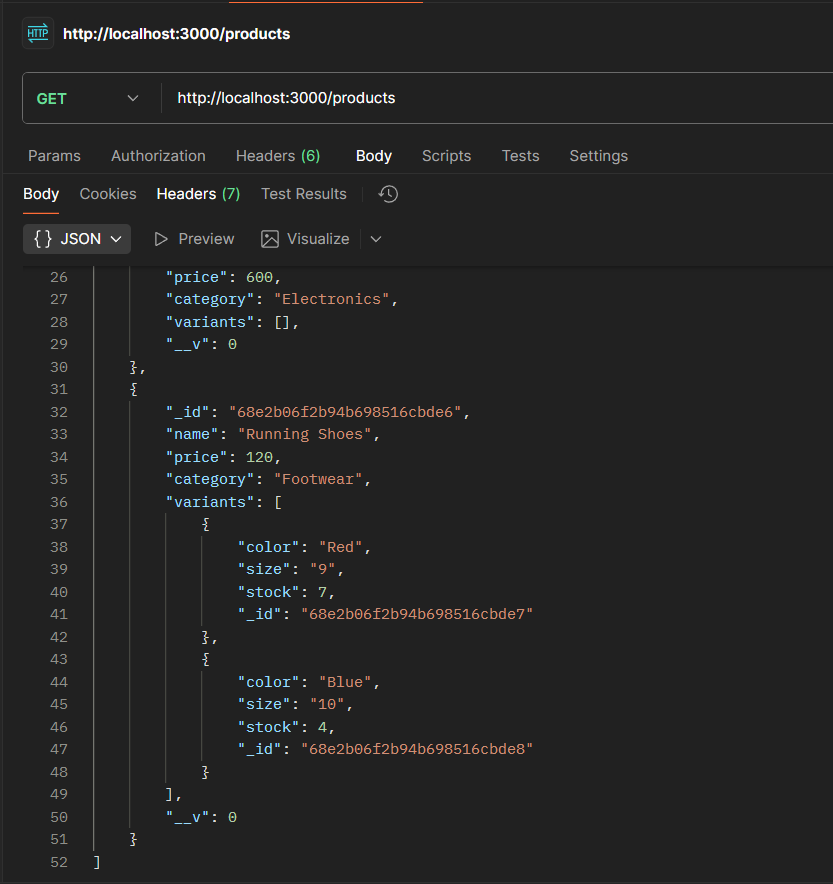 HTTP http://localhost:3000/products
GET http://localhost:3000/products
Params Authorization Headers (6) Body Scripts Tests Settings
Body Cookies Headers (7) Test Results
{} JSON Preview Visualize
26 "price": 600,
27 "category": "Electronics",
28 "variants": [],
29 "__v": 0
30 },
31 {
32 "_id": "68e2b06f2b94b698516cbde6",
33 "name": "Running Shoes",
34 "price": 120,
35 "category": "Footwear",
36 "variants": [
37 {
38 "color": "Red",
39 "size": "9",
40 "stock": 7,
41 "_id": "68e2b06f2b94b698516cbde7"
42 },
43 {
44 "color": "Blue",
45 "size": "10",
46 "stock": 4,
47 "_id": "68e2b06f2b94b698516cbde8"
48 }
49 ],
50 "__v": 0
51 }
52 ]